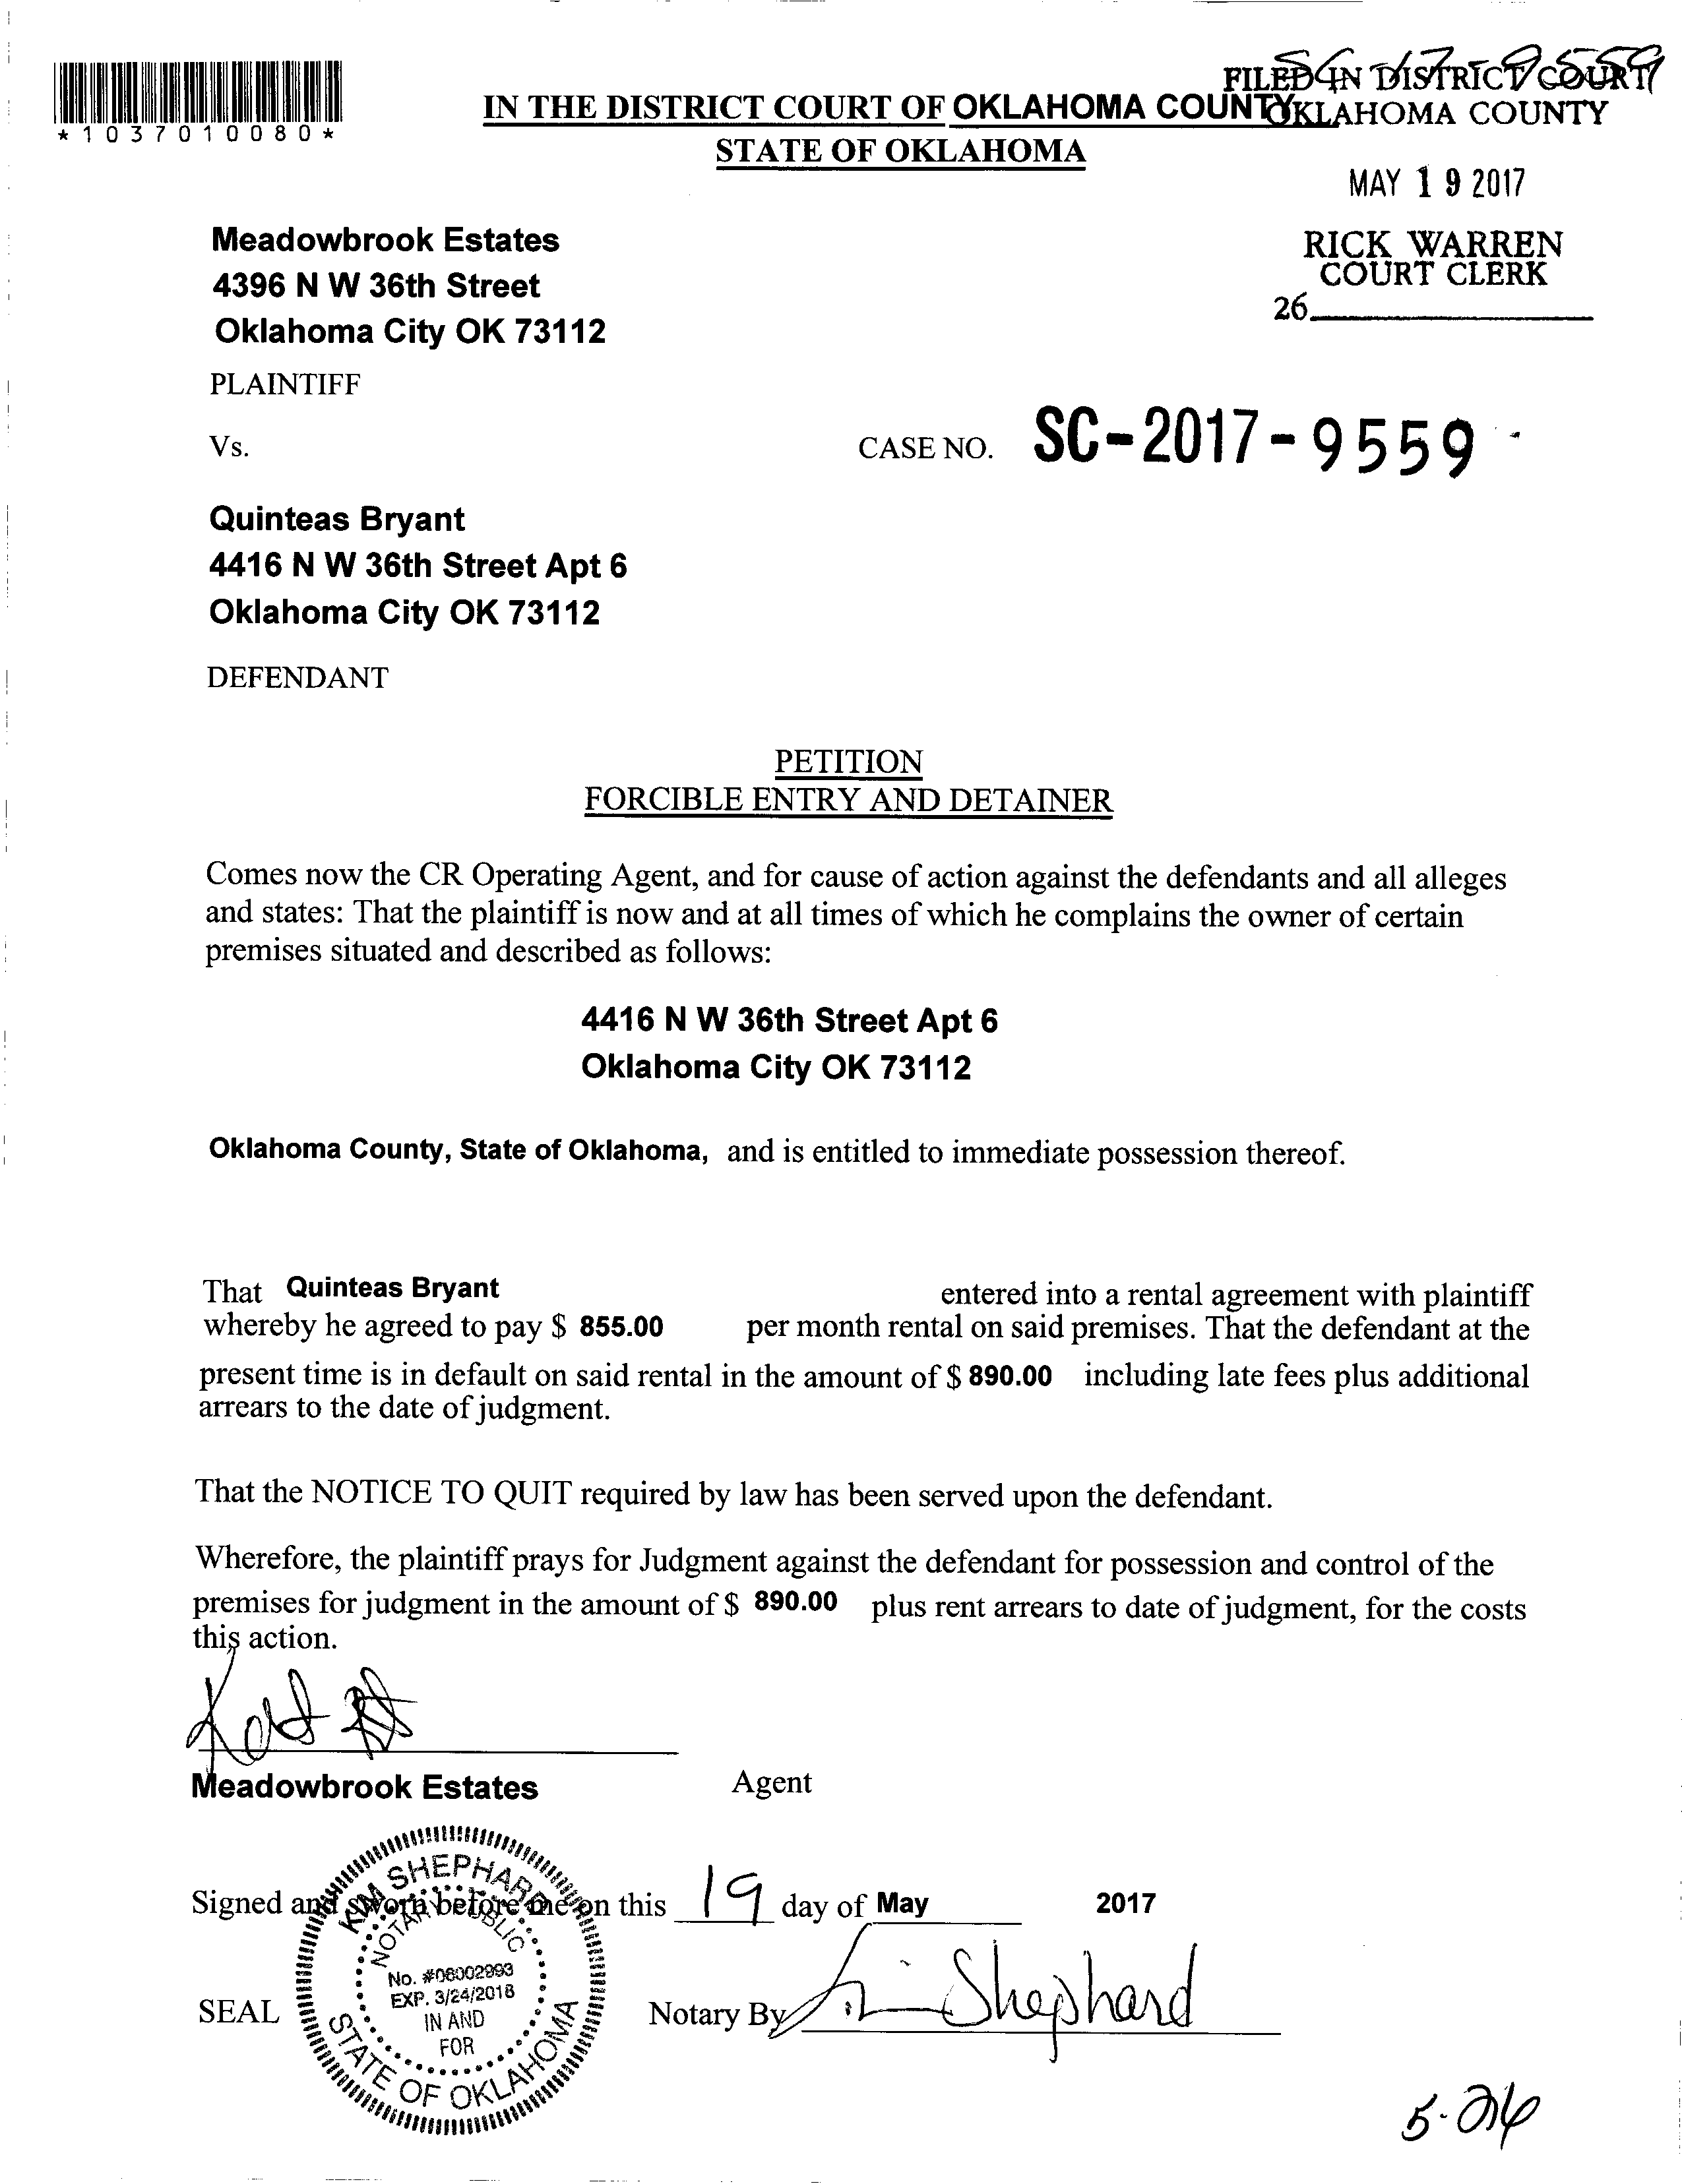 SC-17-9559
FILED IN DISTRICT COURT
OKLAHOMA COUNTY
*1037010080*
IN THE DISTRICT COURT OF OKLAHOMA COUNTY
STATE OF OKLAHOMA
MAY 19 2017
RICK WARREN
COURT CLERK
26
Meadowbrook Estates
4396 N W 36th Street
Oklahoma City OK 73112
PLAINTIFF
Vs.
CASE NO. SC-2017-9559
Quinteas Bryant
4416 N W 36th Street Apt 6
Oklahoma City OK 73112
DEFENDANT
PETITION
FORCIBLE ENTRY AND DETAINER
Comes now the CR Operating Agent, and for cause of action against the defendants and all alleges
and states: That the plaintiff is now and at all times of which he complains the owner of certain
premises situated and described as follows:
4416 N W 36th Street Apt 6
Oklahoma City OK 73112
Oklahoma County, State of Oklahoma, and is entitled to immediate possession thereof.
That Quinteas Bryant entered into a rental agreement with plaintiff
whereby he agreed to pay $ 855.00 per month rental on said premises. That the defendant at the
present time is in default on said rental in the amount of $ 890.00 including late fees plus additional
arrears to the date of judgment.
That the NOTICE TO QUIT required by law has been served upon the defendant.
Wherefore, the plaintiff prays for Judgment against the defendant for possession and control of the
premises for judgment in the amount of $ 890.00 plus rent arrears to date of judgment, for the costs
this action.
Meadowbrook Estates Agent
Signed and sworn before me on this 19 day of May 2017
SEAL
KIM SHEPHARD
NOTARY PUBLIC
No. #06002993
EXP. 3/24/2018
IN AND
FOR
STATE OF OKLAHOMA
Notary By Shephard
5-26